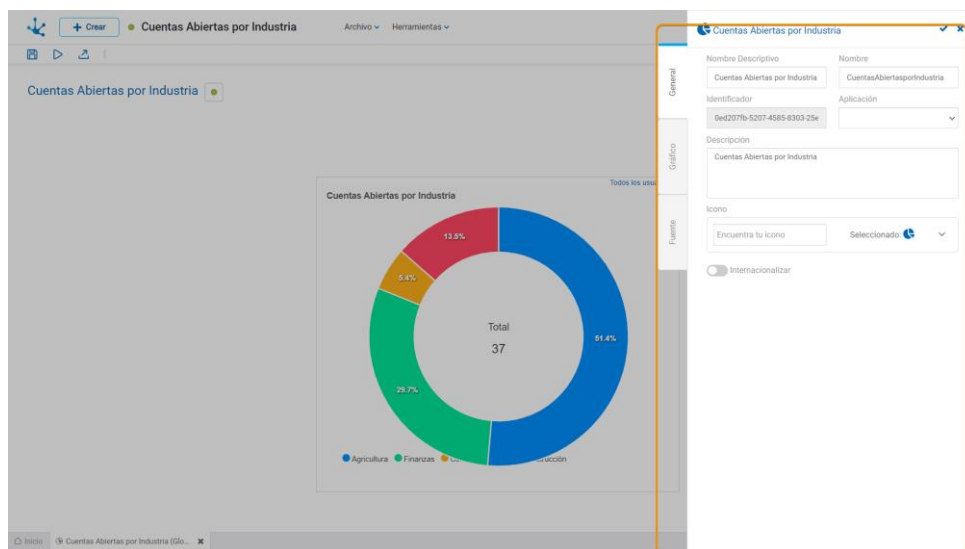 + Crear
Cuentas Abiertas por Industria
Archivo
Herramientas
Cuentas Abiertas por Industria
Todos los usu
Cuentas Abiertas por Industria
13.5%
5.4%
51.4%
29.7%
Total
37
Agricultura
Finanzas
Inicio
Cuentas Abiertas por Industria (Glo...
General
Gráfico
Fuente
Cuentas Abiertas por Industria
Nombre Descriptivo
Nombre
Cuentas Abiertas por Industria
CuentasAbiertasporIndustria
Identificador
Aplicación
0ed207fb-5207-4585-8303-25e
Descripción
Cuentas Abiertas por Industria
Icono
Encuentra tu icono
Seleccionado:
Internacionalizar